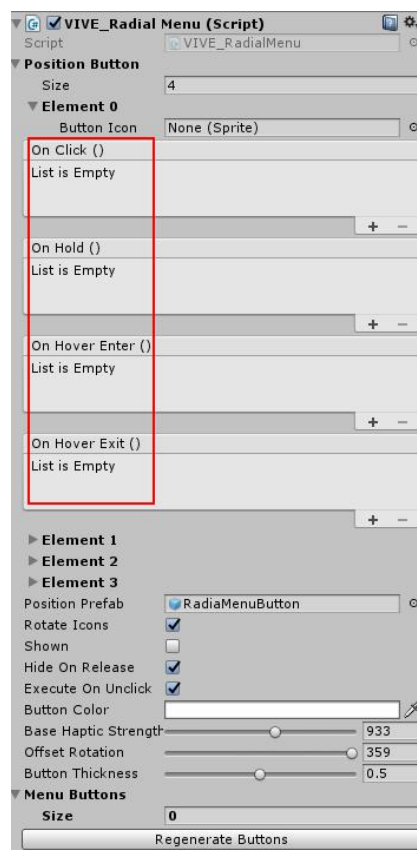 VIVE_Radial Menu (Script)
Script VIVE_RadialMenu
Position Button
Size 4
Element 0
Button Icon None (Sprite)
On Click ()
List is Empty
+ −
On Hold ()
List is Empty
+ −
On Hover Enter ()
List is Empty
+ −
On Hover Exit ()
List is Empty
+ −
Element 1
Element 2
Element 3
Position Prefab RadiaMenuButton
Rotate Icons
Shown
Hide On Release
Execute On Unclick
Button Color
Base Haptic Strength 933
Offset Rotation 359
Button Thickness 0.5
Menu Buttons
Size 0
Regenerate Buttons